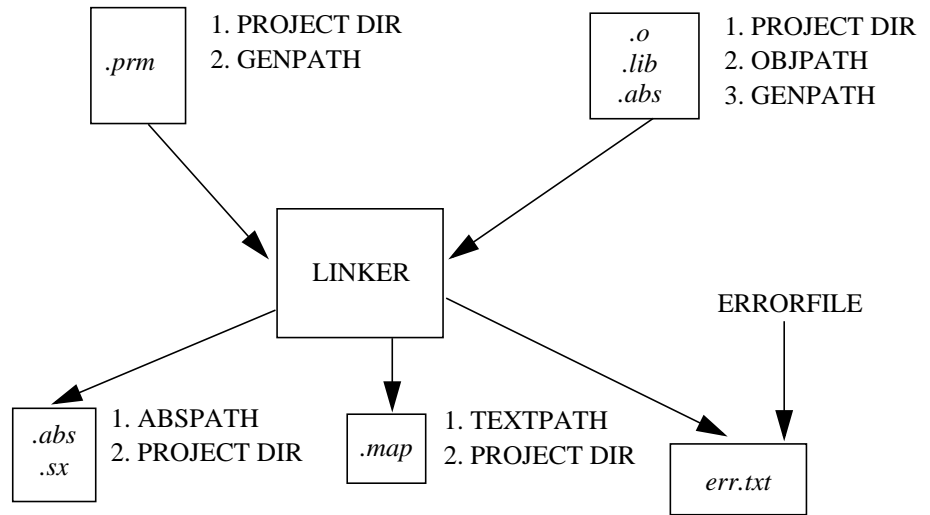 .prm
1. PROJECT DIR
2. GENPATH
.o
.lib
.abs
1. PROJECT DIR
2. OBJPATH
3. GENPATH
LINKER
ERRORFILE
.abs
.sx
1. ABSPATH
2. PROJECT DIR
.map
1. TEXTPATH
2. PROJECT DIR
err.txt